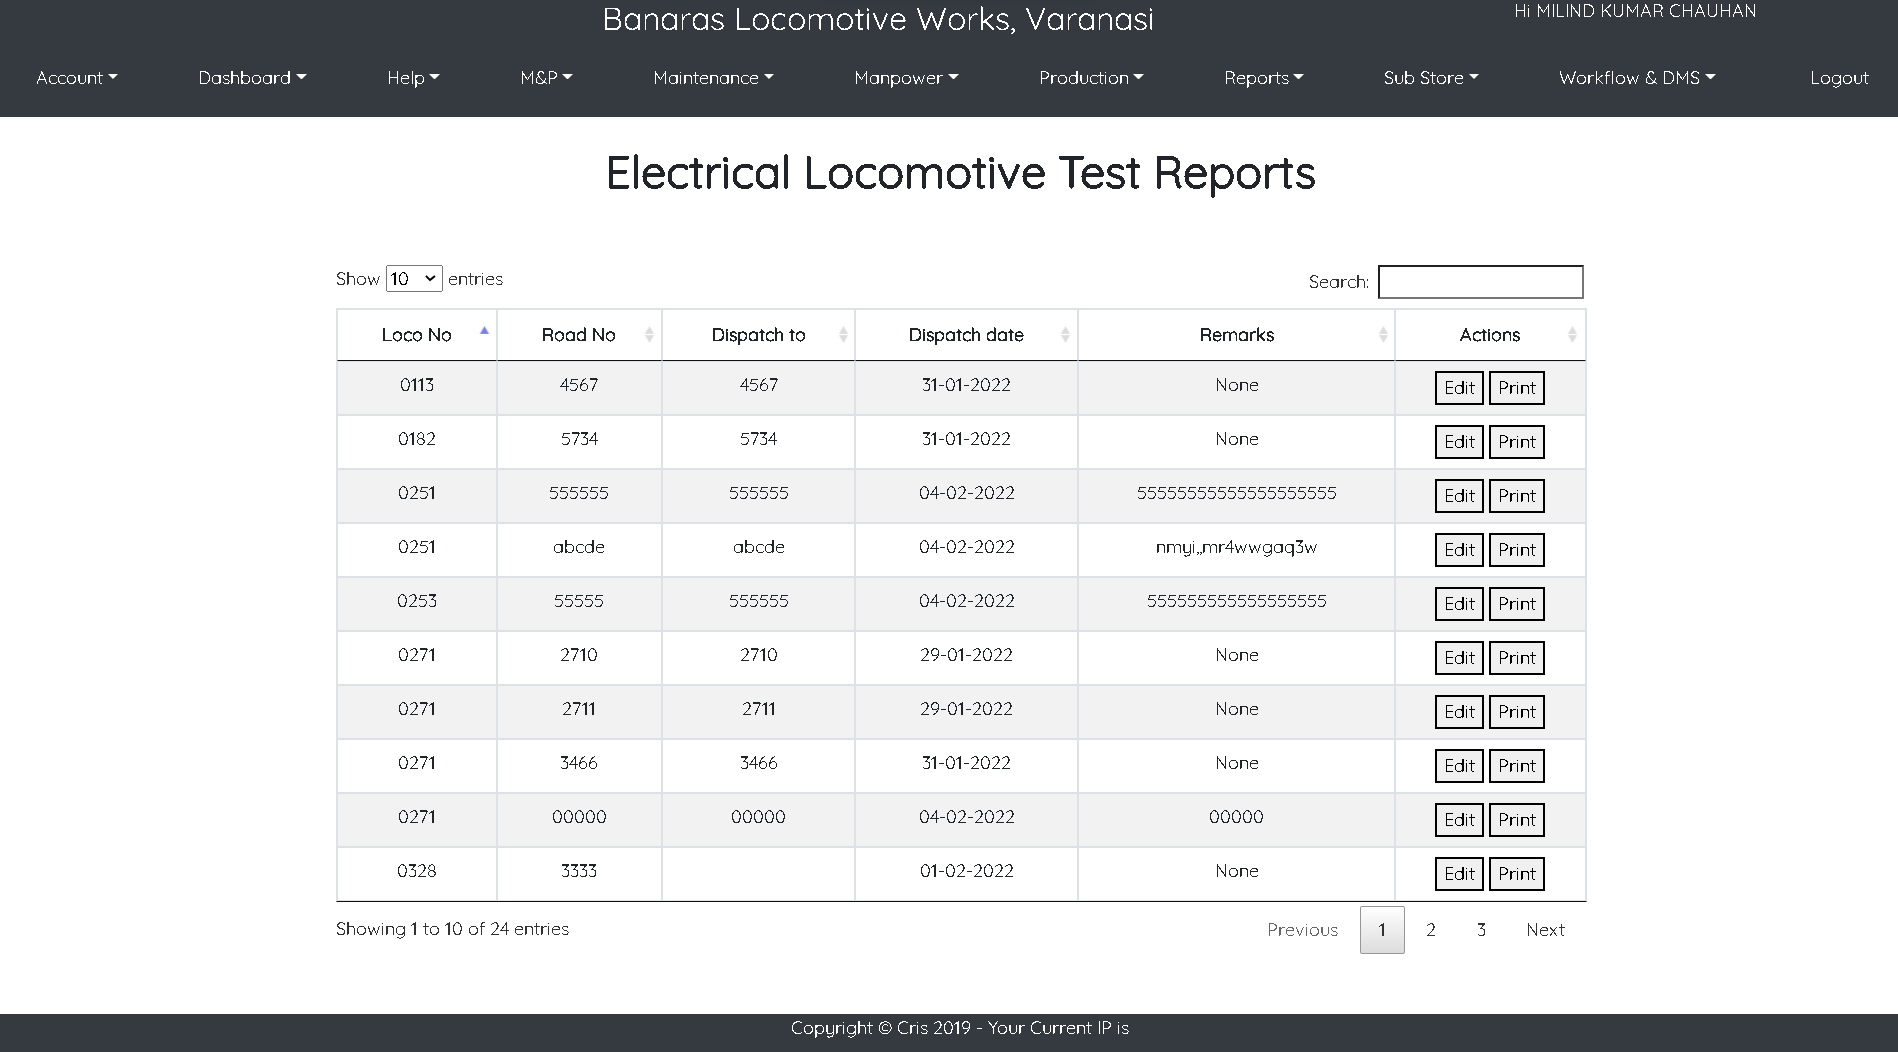 Banaras Locomotive Works, Varanasi
Hi MILIND KUMAR CHAUHAN
Account Dashboard Help M&P Maintenance Manpower Production Reports Sub Store Workflow & DMS Logout
Electrical Locomotive Test Reports
Show 10 entries Search:
Loco No Road No Dispatch to Dispatch date Remarks Actions
0113 4567 4567 31-01-2022 None Edit Print
0182 5734 5734 31-01-2022 None Edit Print
0251 555555 555555 04-02-2022 55555555555555555555 Edit Print
0251 abcde abcde 04-02-2022 nmyi,,mr4wwgaq3w Edit Print
0253 55555 555555 04-02-2022 555555555555555555 Edit Print
0271 2710 2710 29-01-2022 None Edit Print
0271 2711 2711 29-01-2022 None Edit Print
0271 3466 3466 31-01-2022 None Edit Print
0271 00000 00000 04-02-2022 00000 Edit Print
0328 3333 01-02-2022 None Edit Print
Showing 1 to 10 of 24 entries Previous 1 2 3 Next
Copyright © Cris 2019 - Your Current IP is